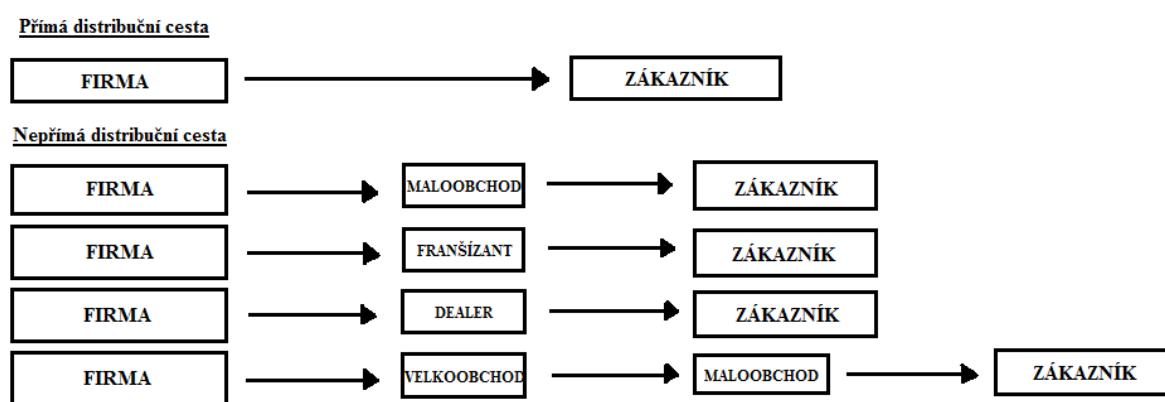 Přímá distribuční cesta
FIRMA ZÁKAZNÍK
Nepřímá distribuční cesta
FIRMA MALOOBCHOD ZÁKAZNÍK
FIRMA FRANŠÍZANT ZÁKAZNÍK
FIRMA DEALER ZÁKAZNÍK
FIRMA VELKOOBCHOD MALOOBCHOD ZÁKAZNÍK